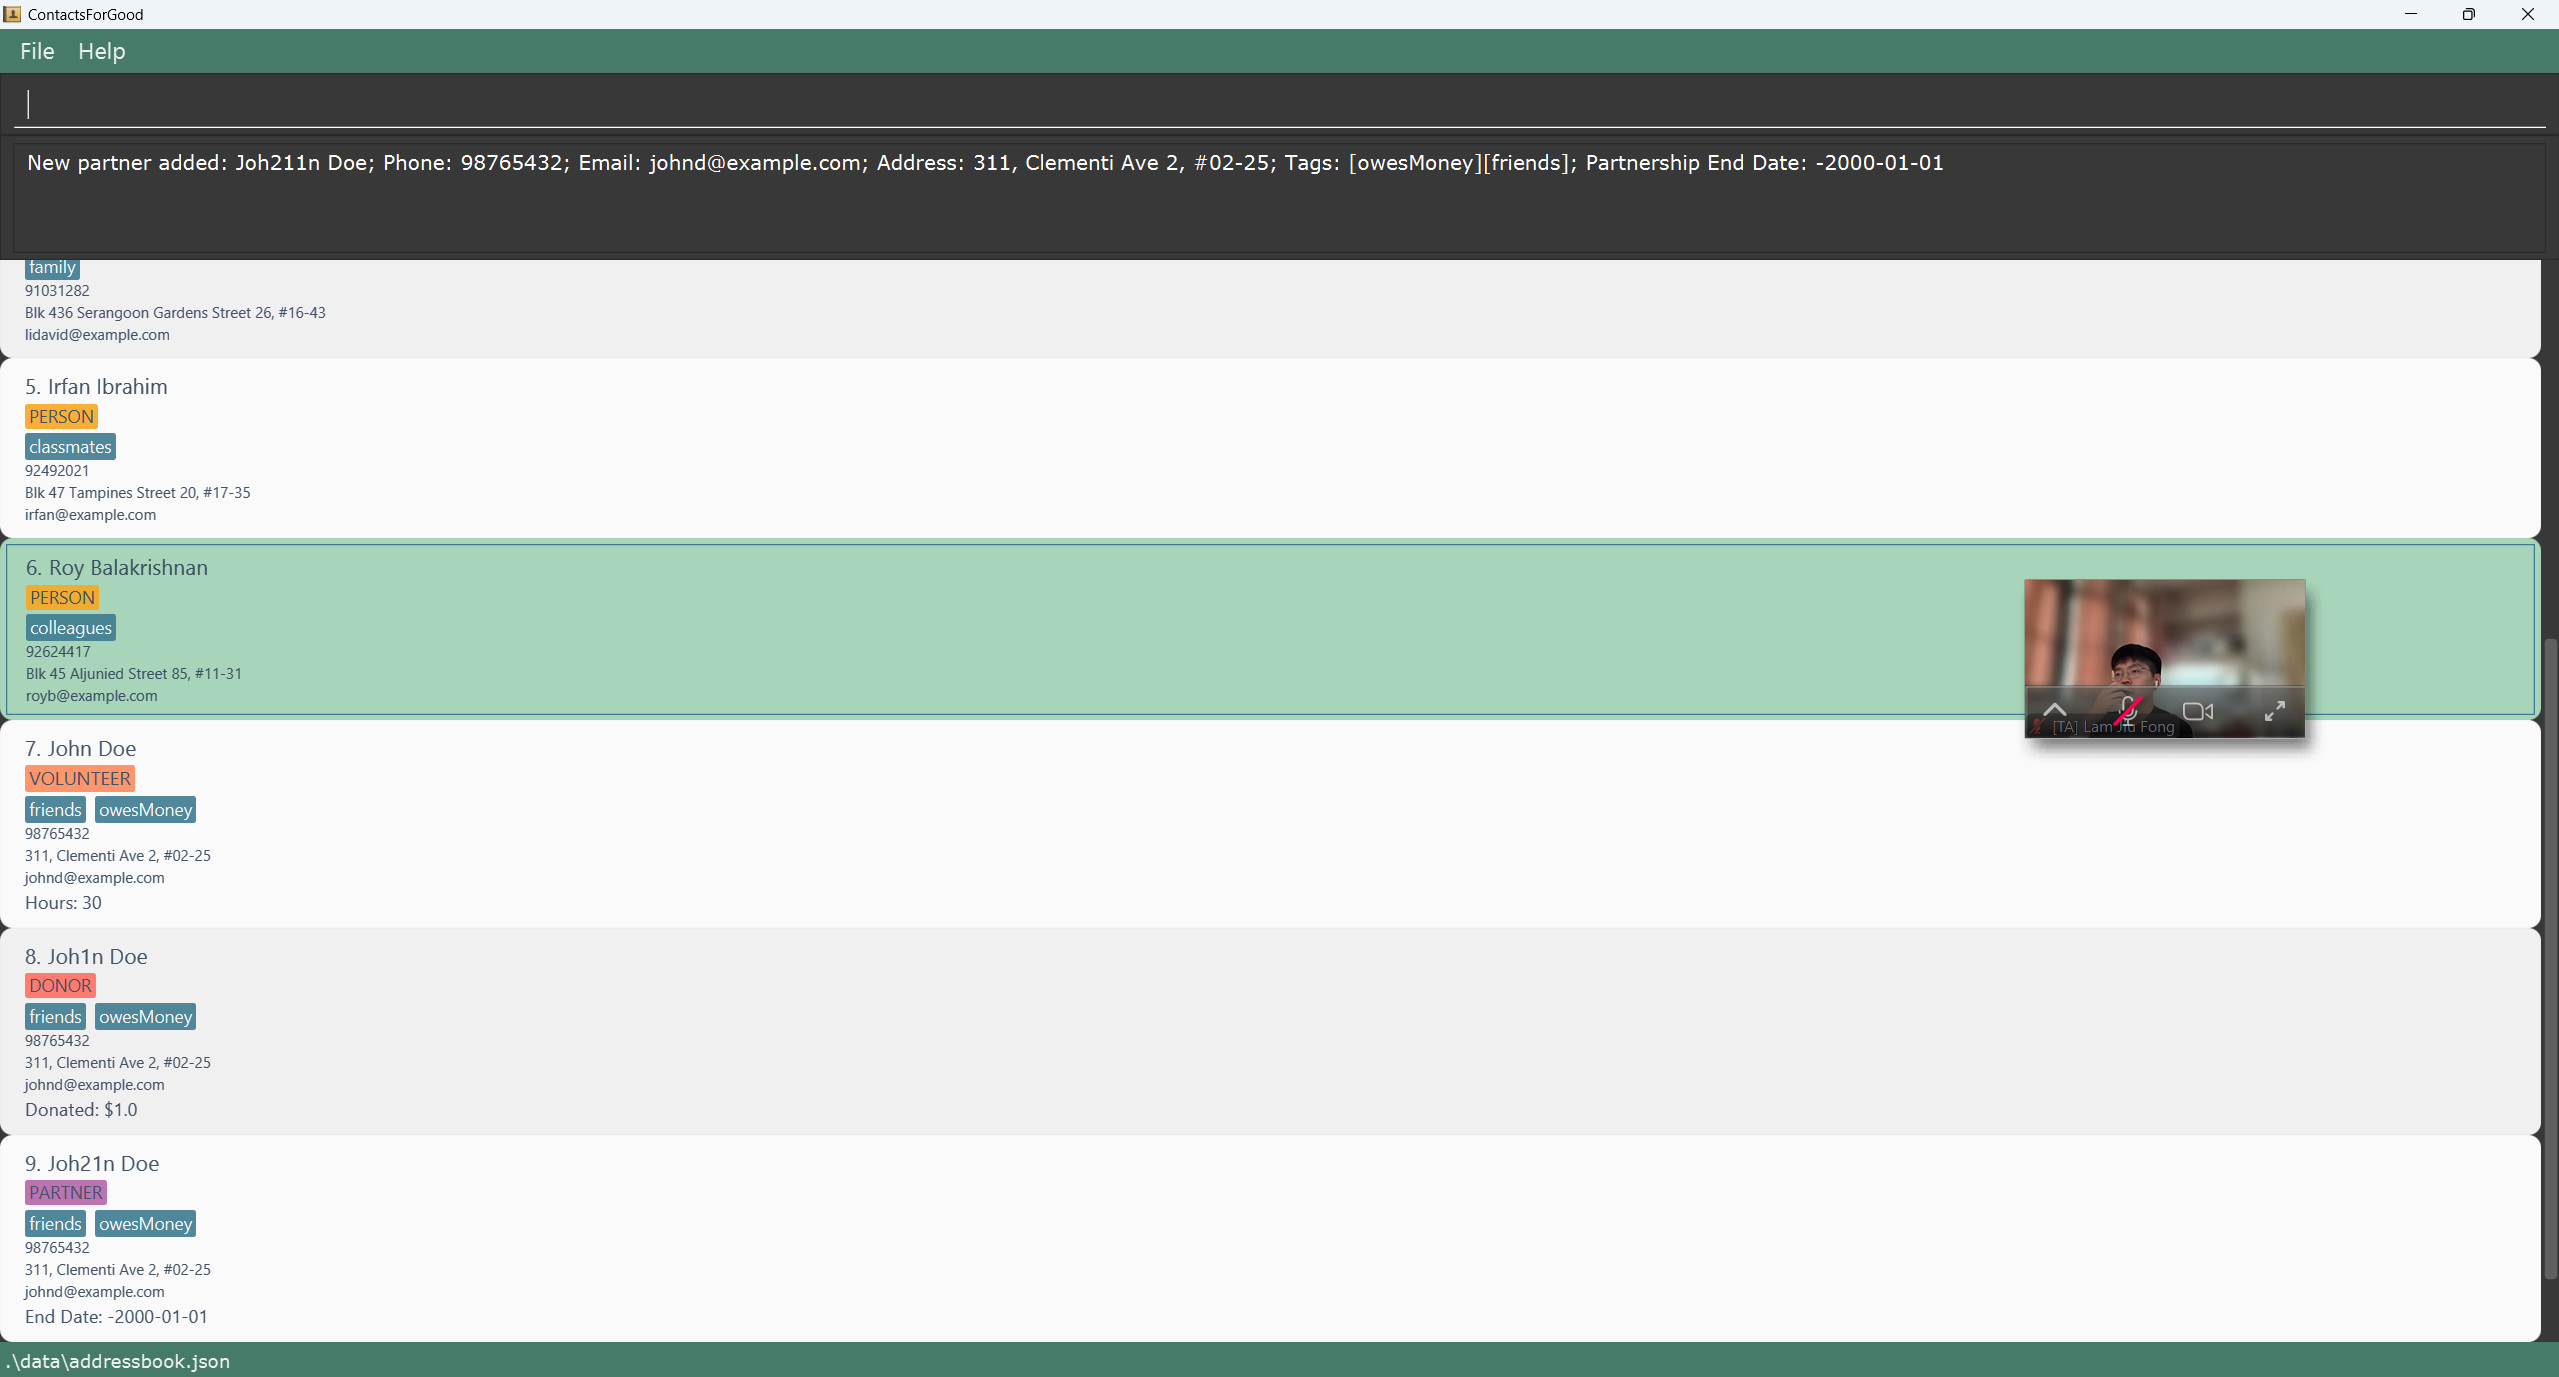 ContactsForGood
File Help
New partner added: Joh211n Doe; Phone: 98765432; Email: johnd@example.com; Address: 311, Clementi Ave 2, #02-25; Tags: [owesMoney][friends]; Partnership End Date: -2000-01-01
family
91031282
Blk 436 Serangoon Gardens Street 26, #16-43
lidavid@example.com
5. Irfan Ibrahim
PERSON
classmates
92492021
Blk 47 Tampines Street 20, #17-35
irfan@example.com
6. Roy Balakrishnan
PERSON
colleagues
92624417
Blk 45 Aljunied Street 85, #11-31
royb@example.com
[TA] Lam Jiu Fong
7. John Doe
VOLUNTEER
friends owesMoney
98765432
311, Clementi Ave 2, #02-25
johnd@example.com
Hours: 30
8. Joh1n Doe
DONOR
friends owesMoney
98765432
311, Clementi Ave 2, #02-25
johnd@example.com
Donated: $1.0
9. Joh21n Doe
PARTNER
friends owesMoney
98765432
311, Clementi Ave 2, #02-25
johnd@example.com
End Date: -2000-01-01
.\data\addressbook.json